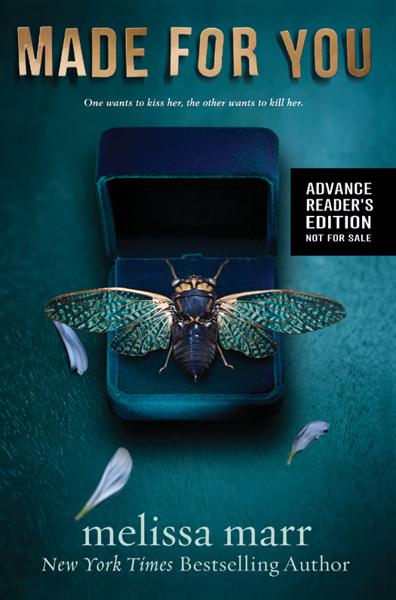 MADE FOR YOU
One wants to kiss her, the other wants to kill her.
ADVANCE
READER'S
EDITION
NOT FOR SALE
melissa marr
New York Times Bestselling Author